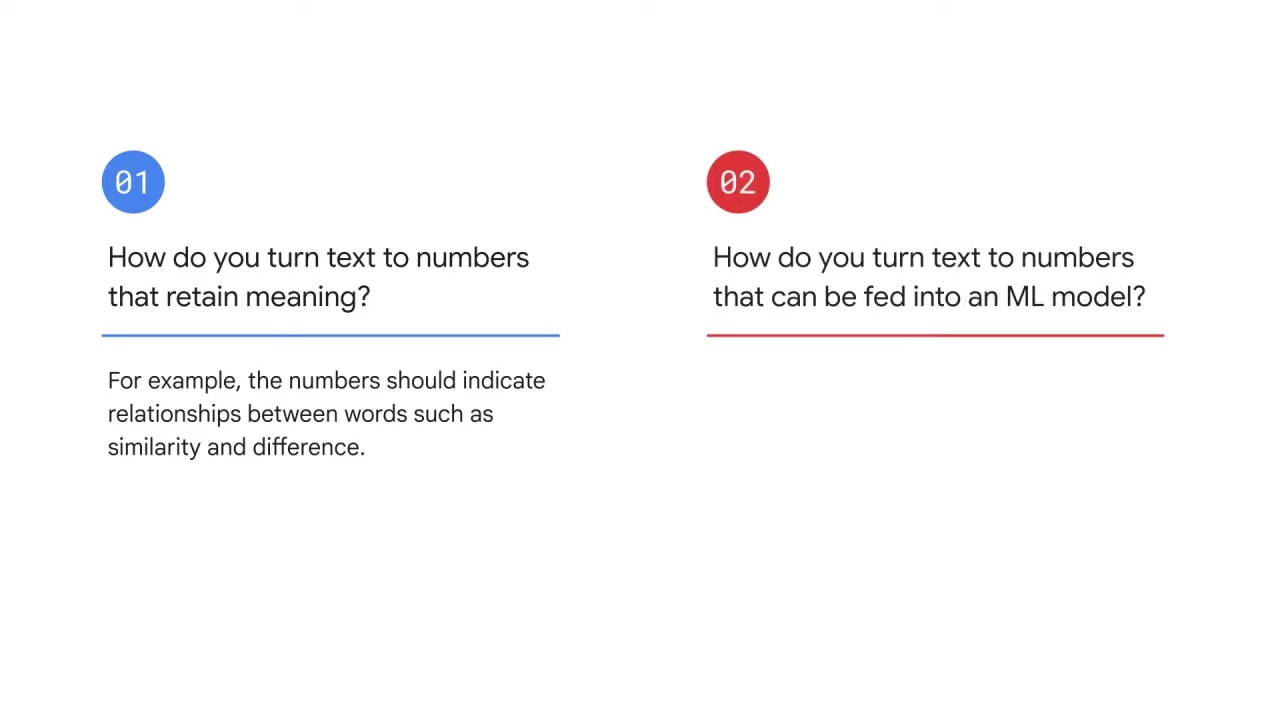 01
How do you turn text to numbers
that retain meaning?
For example, the numbers should indicate
relationships between words such as
similarity and difference.
02
How do you turn text to numbers
that can be fed into an ML model?